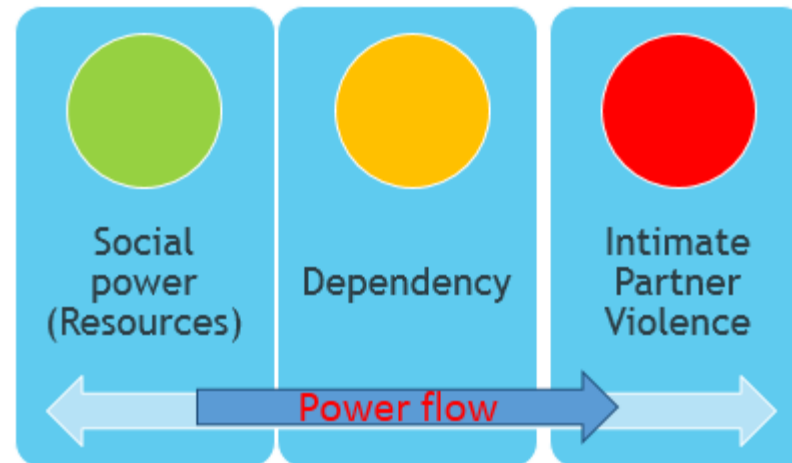 Social
power
(Resources)
Dependency
Intimate
Partner
Violence
Power flow